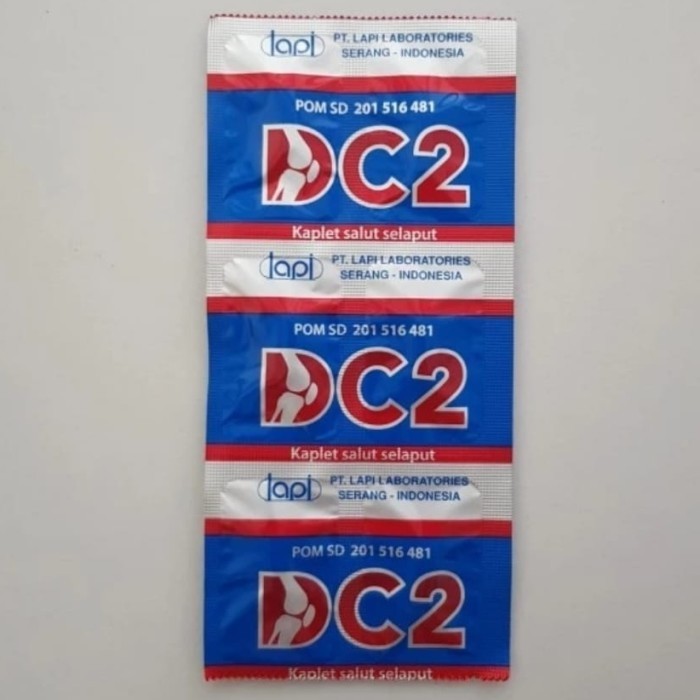 lapi PT. LAPI LABORATORIES
SERANG - INDONESIA
POM SD 201 516 481
DC2
Kaplet salut selaput
lapi PT. LAPI LABORATORIES
SERANG - INDONESIA
POM SD 201 516 481
DC2
Kaplet salut selaput
lapi PT. LAPI LABORATORIES
SERANG - INDONESIA
POM SD 201 516 481
DC2
Kaplet salut selaput